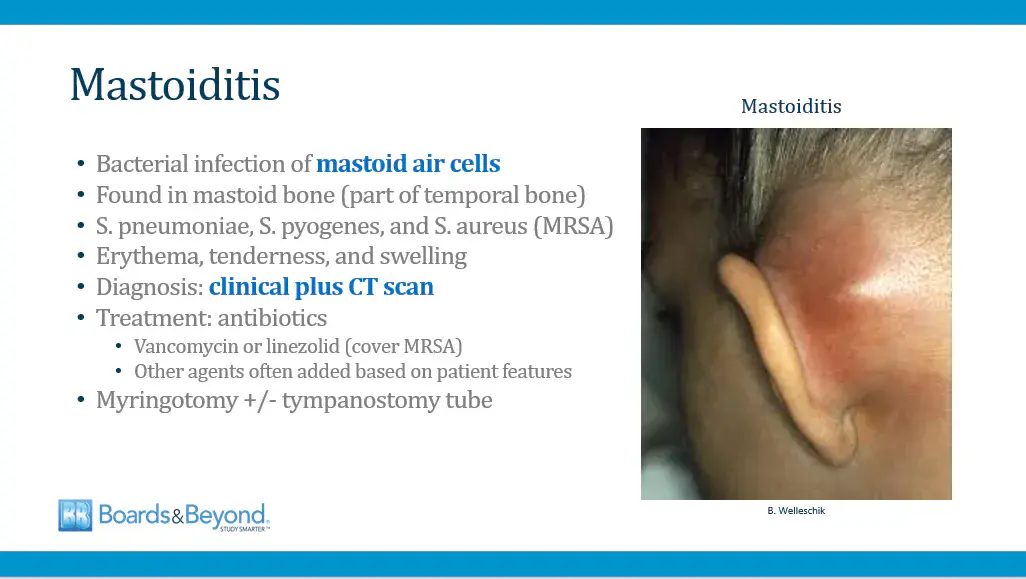 Mastoiditis
• Bacterial infection of mastoid air cells
• Found in mastoid bone (part of temporal bone)
• S. pneumoniae, S. pyogenes, and S. aureus (MRSA)
• Erythema, tenderness, and swelling
• Diagnosis: clinical plus CT scan
• Treatment: antibiotics
• Vancomycin or linezolid (cover MRSA)
• Other agents often added based on patient features
• Myringotomy +/- tympanostomy tube
Mastoiditis
B. Welleschik
BB Boards&Beyond.
STUDY SMARTER™